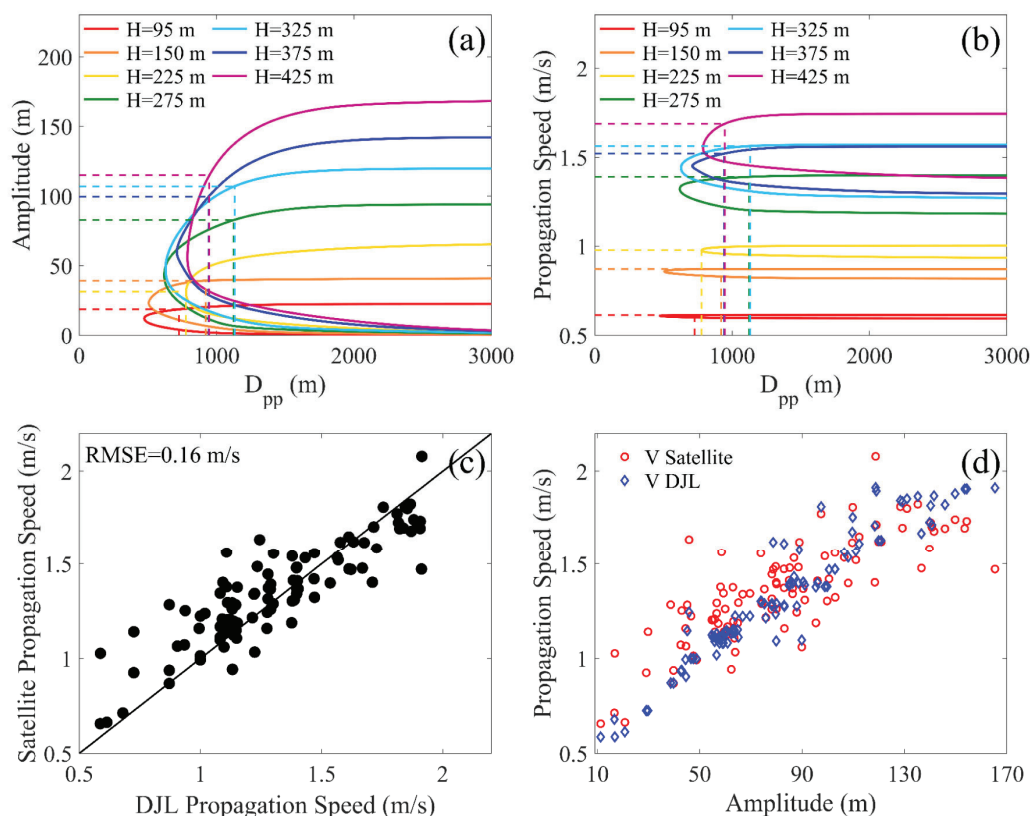 (a)
H=95 m
H=150 m
H=225 m
H=275 m
H=325 m
H=375 m
H=425 m
200
150
100
50
0
Amplitude (m)
0 1000 2000 3000
D_pp (m)
(b)
H=95 m
H=150 m
H=225 m
H=275 m
H=325 m
H=375 m
H=425 m
2
1.5
1
0.5
Propagation Speed (m/s)
0 1000 2000 3000
D_pp (m)
(c)
RMSE=0.16 m/s
2
1.5
1
0.5
Satellite Propagation Speed (m/s)
0.5 1 1.5 2
DJL Propagation Speed (m/s)
(d)
V Satellite
V DJL
2
1.5
1
0.5
Propagation Speed (m/s)
10 50 90 130 170
Amplitude (m)